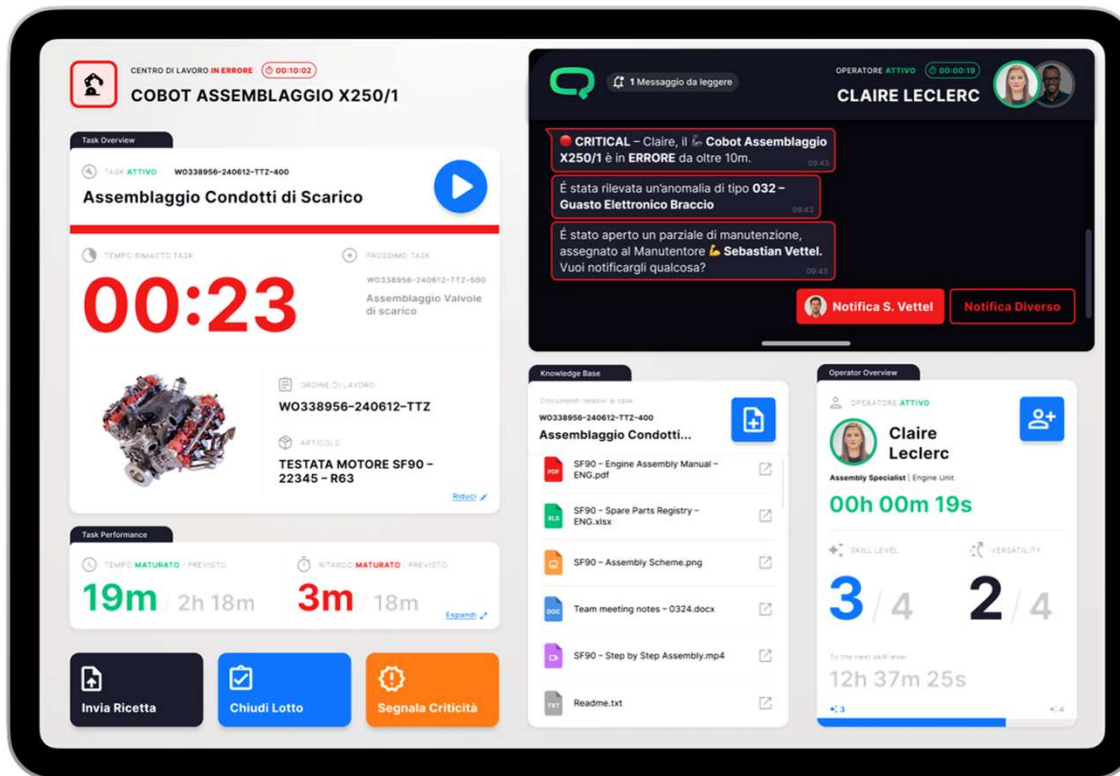 CENTRO DI LAVORO IN ERRORE 00:10:02
COBOT ASSEMBLAGGIO X250/1
Task Overview
TASK ATTIVO WO338956-240612-TTZ-400
Assemblaggio Condotti di Scarico
TEMPO RIMASTO TASK
00:23
PROSSIMO TASK
WO338956-240612-TTZ-500
Assemblaggio Valvole
di scarico
ORDINE DI LAVORO
WO338956-240612-TTZ
ARTICOLO
TESTATA MOTORE SF90 –
22345 – R63
Riduci
Task Performance
TEMPO MATURATO / PREVISTO
19m / 2h 18m
RITARDO MATURATO / PREVISTO
3m / 18m
Espandi
Invia Ricetta
Chiudi Lotto
Segnala Criticità
1 Messaggio da leggere
OPERATORE ATTIVO 00:00:19
CLAIRE LECLERC
CRITICAL – Claire, il Cobot Assemblaggio
X250/1 è in ERRORE da oltre 10m.
09:43
É stata rilevata un'anomalia di tipo 032 –
Guasto Elettronico Braccio
09:43
É stato aperto un parziale di manutenzione,
assegnato al Manutentore Sebastian Vettel.
Vuoi notificargli qualcosa?
09:43
Notifica S. Vettel
Notifica Diverso
Knowledge Base
Documenti relativi a task
WO338956-240612-TTZ-400
Assemblaggio Condotti...
PDF
SF90 – Engine Assembly Manual –
ENG.pdf
XLS
SF90 – Spare Parts Registry –
ENG.xlsx
SF90 – Assembly Scheme.png
DOC
Team meeting notes – 0324.docx
SF90 – Step by Step Assembly.mp4
TXT
Readme.txt
Operator Overview
OPERATORE ATTIVO
Claire
Leclerc
Assembly Specialist | Engine Unit
00h 00m 19s
SKILL LEVEL
3 / 4
VERSATILITY
2 / 4
To the next skill level
12h 37m 25s
3
4